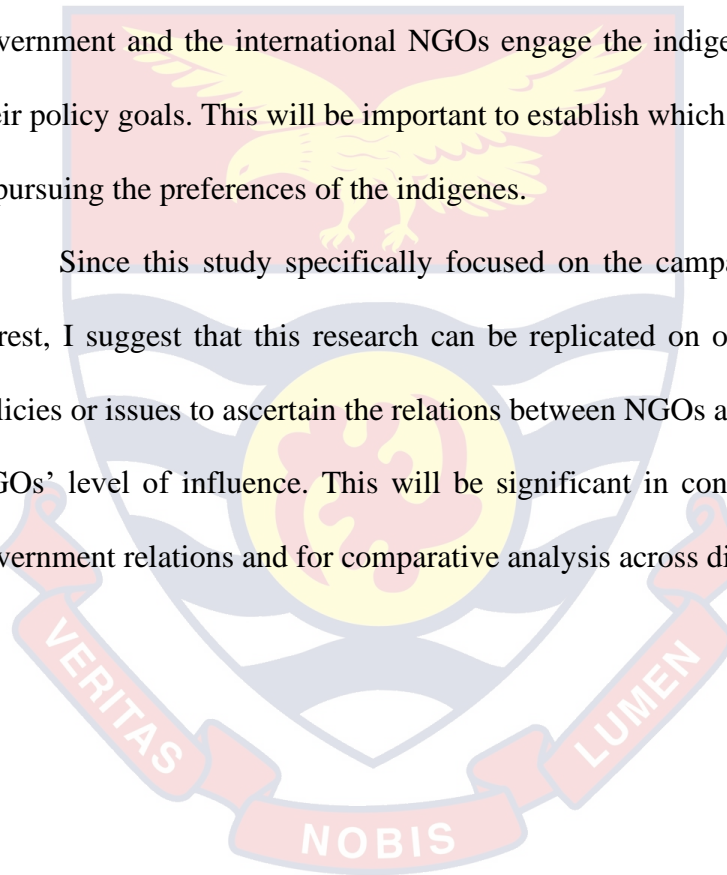 vernment and the international NGOs engage the indige
eir policy goals. This will be important to establish which
pursuing the preferences of the indigenes.
Since this study specifically focused on the campa
rest, I suggest that this research can be replicated on o
licies or issues to ascertain the relations between NGOs a
GOs’ level of influence. This will be significant in con
vernment relations and for comparative analysis across di
VERITAS
NOBIS
LUMEN